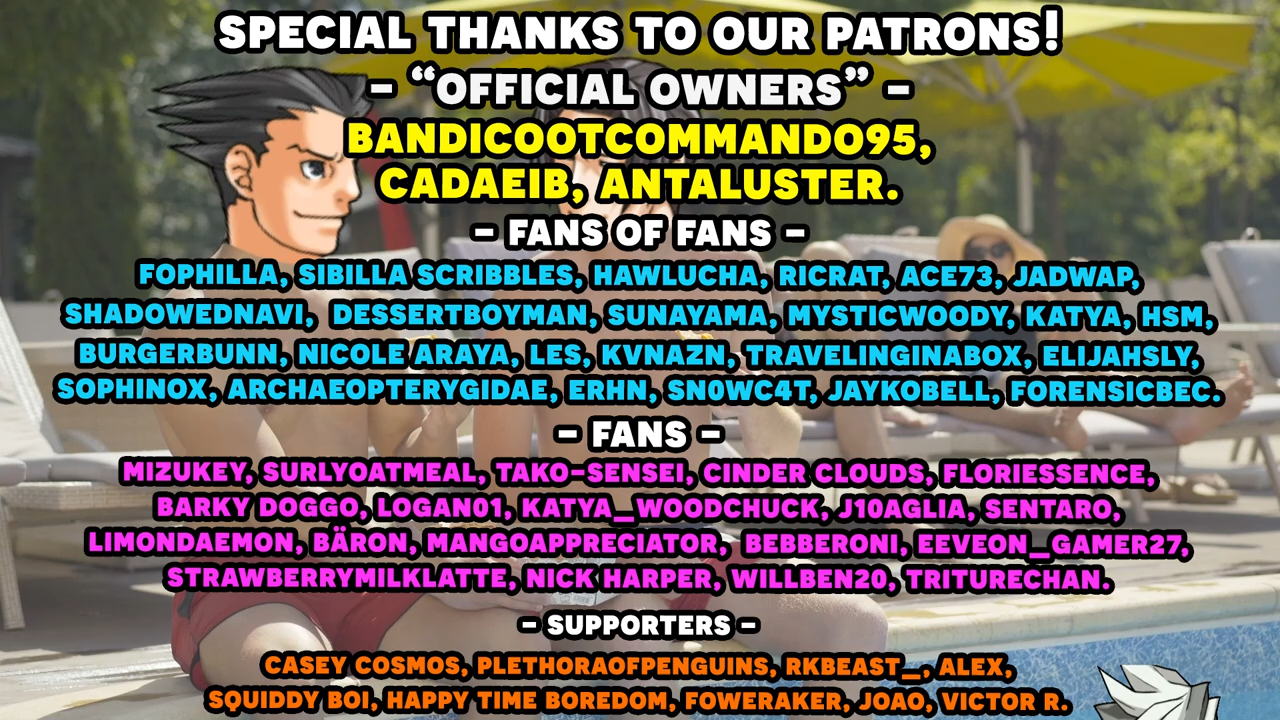 SPECIAL THANKS TO OUR PATRONS!
- “OFFICIAL OWNERS” -
BANDICOOTCOMMANDO95,
CADAEIB, ANTALUSTER.
- FANS OF FANS -
FOPHILLA, SIBILLA SCRIBBLES, HAWLUCHA, RICRAT, ACE73, JADWAP,
SHADOWEDNAVI, DESSERTBOYMAN, SUNAYAMA, MYSTICWOODY, KATYA, HSM,
BURGERBUNN, NICOLE ARAYA, LES, KVNAZN, TRAVELINGINABOX, ELIJAHSLY,
SOPHINOX, ARCHAEOPTERYGIDAE, ERHN, SN0WC4T, JAYKOBELL, FORENSICBEC.
- FANS -
MIZUKEY, SURLYOATMEAL, TAKO-SENSEI, CINDER CLOUDS, FLORIESSENCE,
BARKY DOGGO, LOGAN01, KATYA_WOODCHUCK, J10AGLIA, SENTARO,
LIMONDAEMON, BÄRON, MANGOAPPRECIATOR, BEBBERONI, EEVEON_GAMER27,
STRAWBERRYMILKLATTE, NICK HARPER, WILLBEN20, TRITURECHAN.
- SUPPORTERS -
CASEY COSMOS, PLETHORAOFPENGUINS, RKBEAST_, ALEX,
SQUIDDY BOI, HAPPY TIME BOREDOM, FOWERAKER, JOAO, VICTOR R.